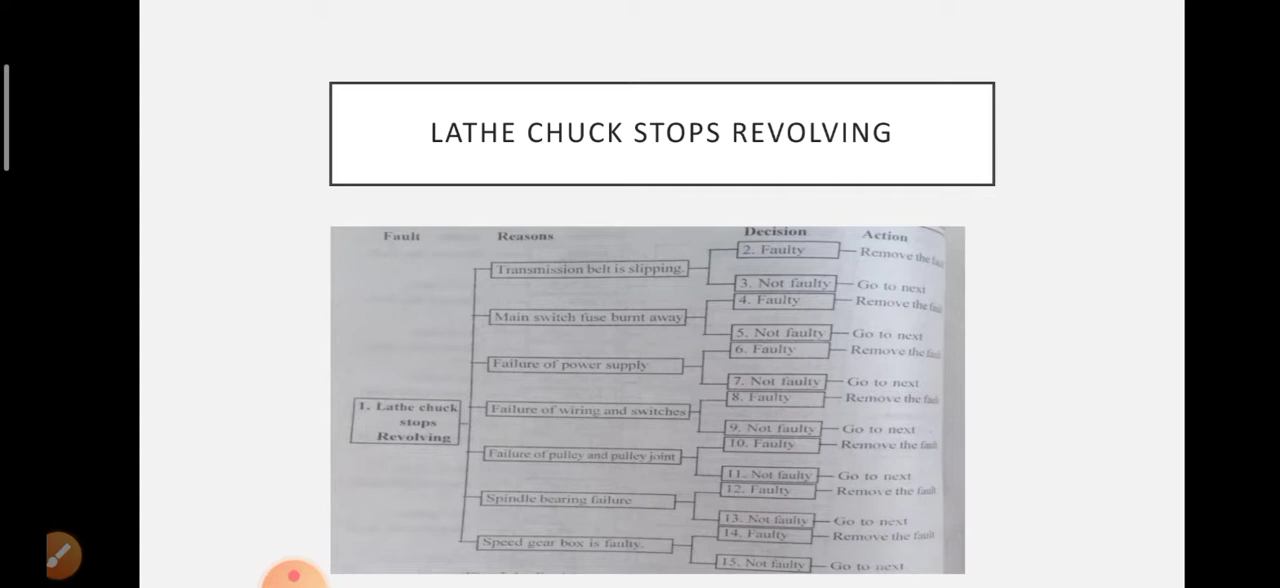 LATHE CHUCK STOPS REVOLVING
Fault Reasons Decision Action
2. Faulty Remove the
Transmission belt is slipping.
3. Not faulty Go to next
4. Faulty Remove the
Main switch fuse burnt away
5. Not faulty Go to next
6. Faulty Remove the
Failure of power supply
7. Not faulty Go to next
8. Faulty Remove the
1. Lathe chuck
stops
Revolving
Failure of wiring and switches
9. Not faulty Go to next
10. Faulty Remove the fault
Failure of pulley and pulley joint
11. Not faulty Go to next
12. Faulty Remove the fault
Spindle bearing failure
13. Not faulty Go to next
14. Faulty Remove the fault
Speed gear box is faulty.
15. Not faulty Go to next